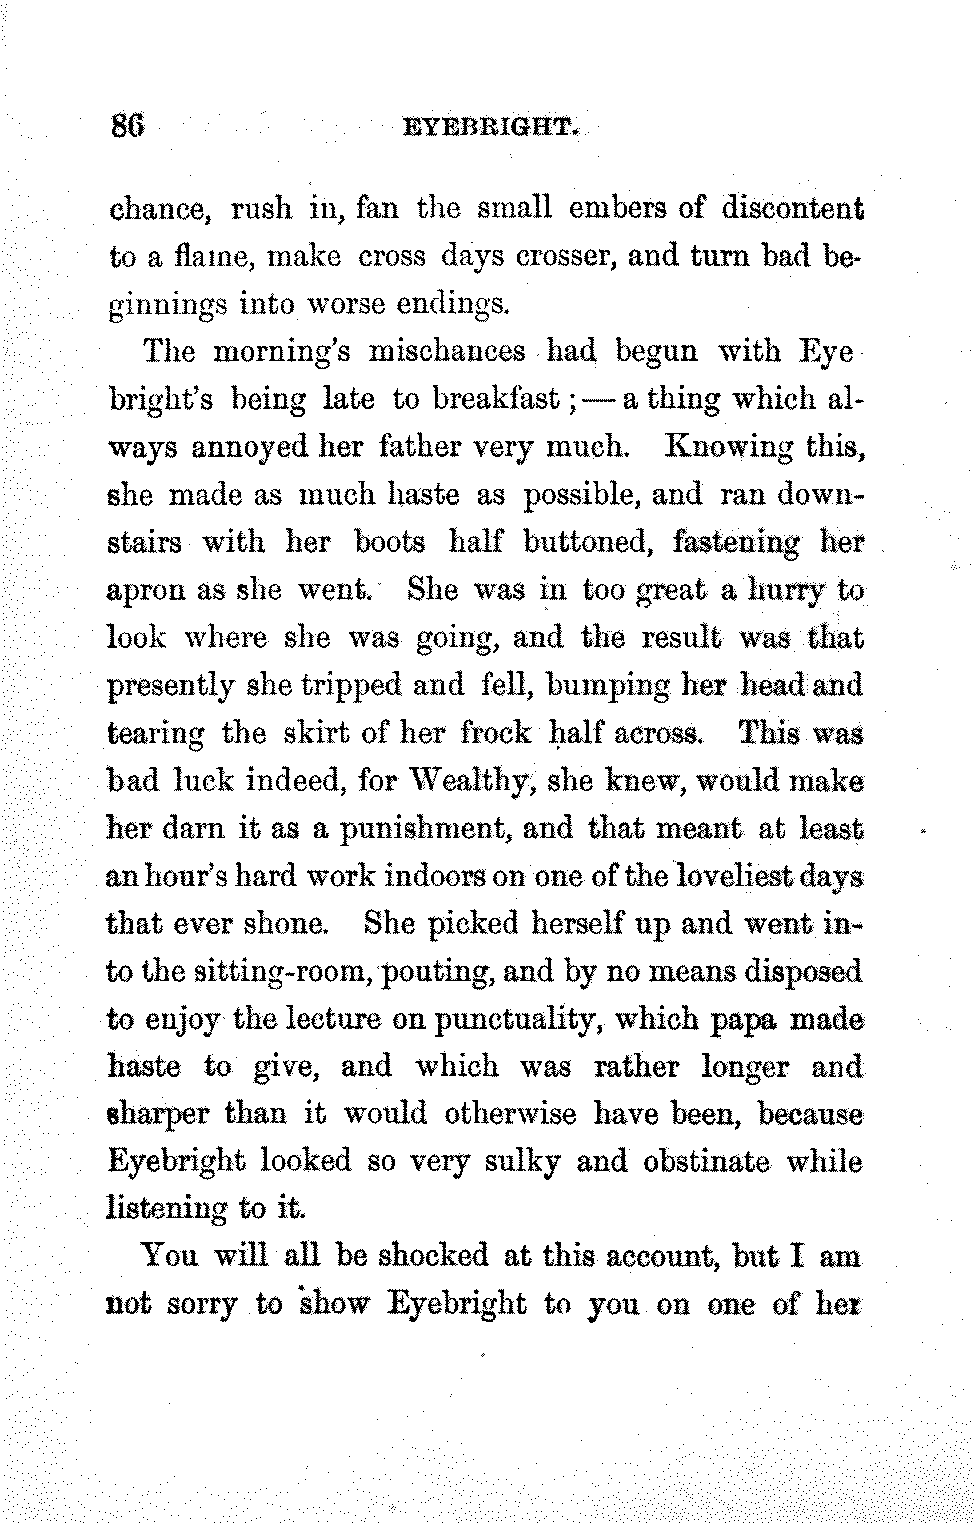 86 EYEBRIGHT.
chance, rush in, fan the small embers of discontent
to a flame, make cross days crosser, and turn bad be-
ginnings into worse endings.
The morning's mischances had begun with Eye
bright's being late to breakfast ; — a thing which al-
ways annoyed her father very much. Knowing this,
she made as much haste as possible, and ran down-
stairs with her boots half buttoned, fastening her
apron as she went. She was in too great a hurry to
look where she was going, and the result was that
presently she tripped and fell, bumping her head and
tearing the skirt of her frock half across. This was
bad luck indeed, for Wealthy, she knew, would make
her darn it as a punishment, and that meant at least
an hour's hard work indoors on one of the loveliest days
that ever shone. She picked herself up and went in-
to the sitting-room, pouting, and by no means disposed
to enjoy the lecture on punctuality, which papa made
haste to give, and which was rather longer and
sharper than it would otherwise have been, because
Eyebright looked so very sulky and obstinate while
listening to it.
You will all be shocked at this account, but I am
not sorry to show Eyebright to you on one of her